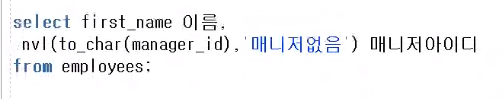 select first_name 이름,
nvl(to_char(manager_id),'매니저없음') 매니저아이디
from employees;